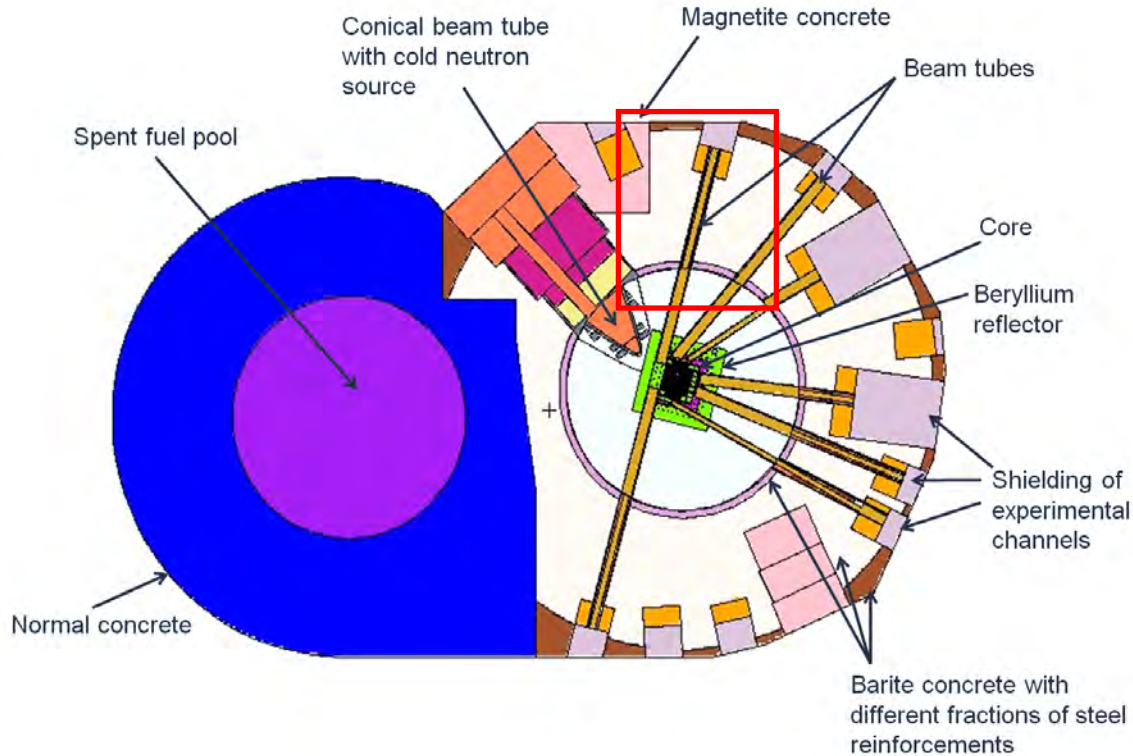 Conical beam tube
with cold neutron
source
Magnetite concrete
Beam tubes
Spent fuel pool
Core
Beryllium
reflector
Shielding of
experimental
channels
Normal concrete
Barite concrete with
different fractions of steel
reinforcements